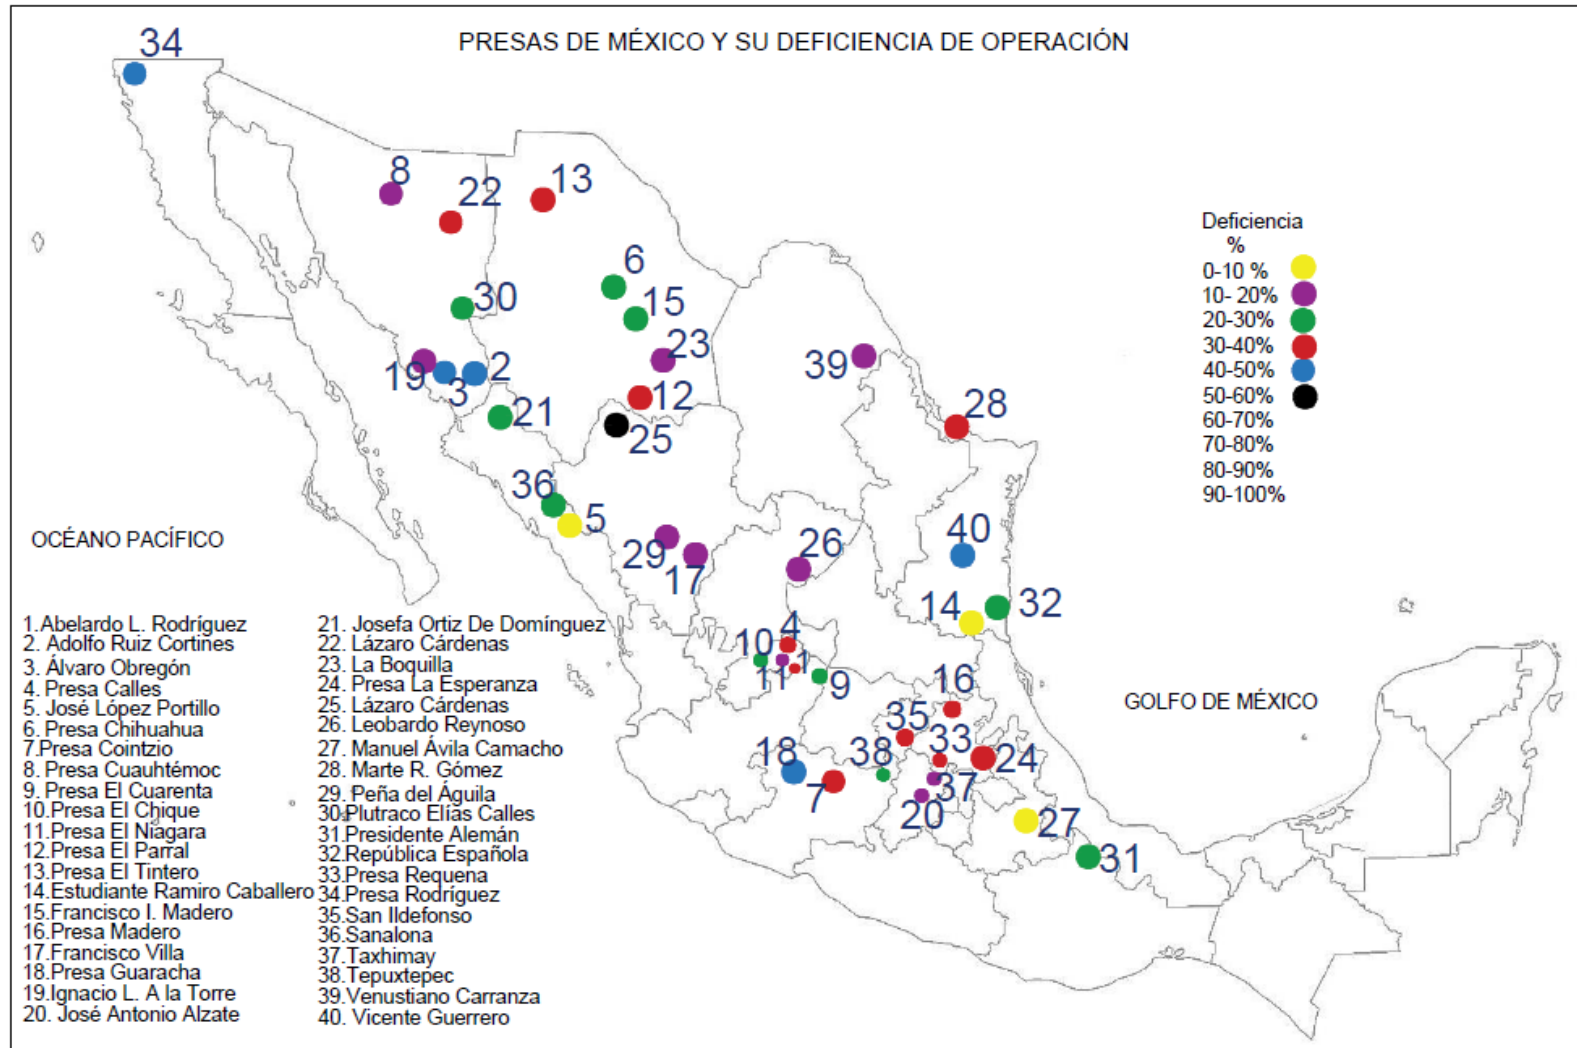 PRESAS DE MÉXICO Y SU DEFICIENCIA DE OPERACIÓN
34
8
22
13
6
30
15
23
39
19
3
2
12
28
21
25
36
5
40
29
17
26
14
32
4
10
11
1
9
16
35
33
18
38
24
7
37
20
27
31
Deficiencia
%
0-10 %
10- 20%
20-30%
30-40%
40-50%
50-60%
60-70%
70-80%
80-90%
90-100%
OCÉANO PACÍFICO
GOLFO DE MÉXICO
1.Abelardo L. Rodríguez
2. Adolfo Ruiz Cortines
3. Álvaro Obregón
4. Presa Calles
5. José López Portillo
6. Presa Chihuahua
7.Presa Cointzio
8. Presa Cuauhtémoc
9. Presa El Cuarenta
10.Presa El Chique
11.Presa El Niágara
12.Presa El Parral
13.Presa El Tintero
14.Estudiante Ramiro Caballero
15.Francisco I. Madero
16.Presa Madero
17.Francisco Villa
18.Presa Guaracha
19.Ignacio L. A la Torre
20. José Antonio Alzate
21. Josefa Ortiz De Domínguez
22. Lázaro Cárdenas
23. La Boquilla
24. Presa La Esperanza
25. Lázaro Cárdenas
26. Leobardo Reynoso
27. Manuel Ávila Camacho
28. Marte R. Gómez
29. Peña del Águila
30.Plutraco Elías Calles
31.Presidente Alemán
32.República Española
33.Presa Requena
34.Presa Rodríguez
35.San Ildefonso
36.Sanalona
37.Taxhimay
38.Tepuxtepec
39.Venustiano Carranza
40. Vicente Guerrero